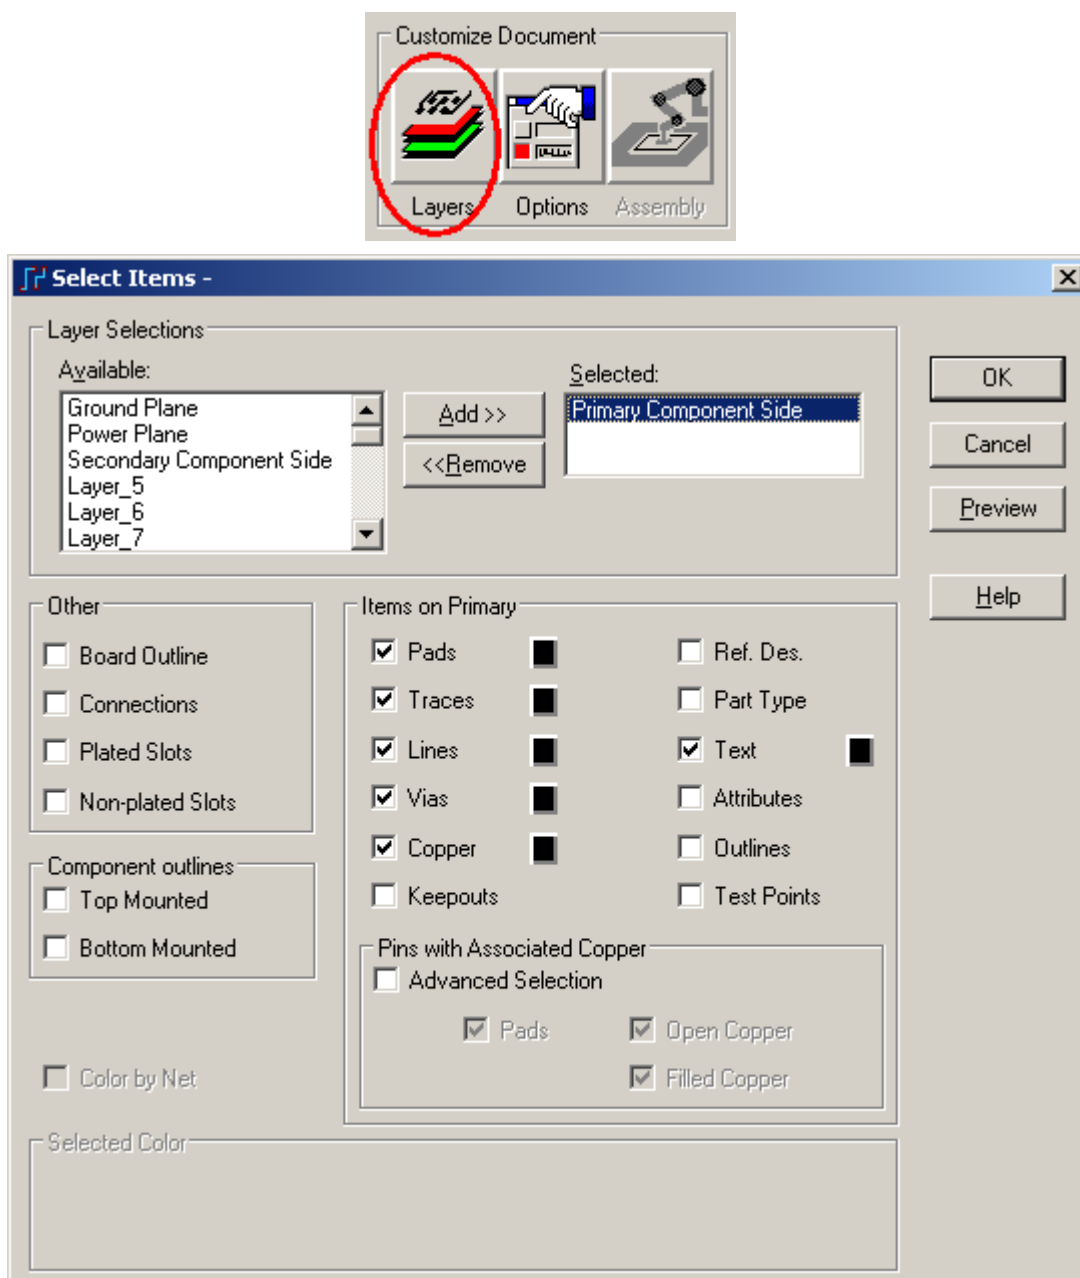 Customize Document
Layers Options Assembly
Select Items -
Layer Selections
Available:
Ground Plane
Power Plane
Secondary Component Side
Layer_5
Layer_6
Layer_7
Add >>
<<Remove
Selected:
Primary Component Side
OK
Cancel
Preview
Help
Other
Board Outline
Connections
Plated Slots
Non-plated Slots
Component outlines
Top Mounted
Bottom Mounted
Color by Net
Items on Primary
Pads
Traces
Lines
Vias
Copper
Keepouts
Ref. Des.
Part Type
Text
Attributes
Outlines
Test Points
Pins with Associated Copper
Advanced Selection
Pads
Open Copper
Filled Copper
Selected Color